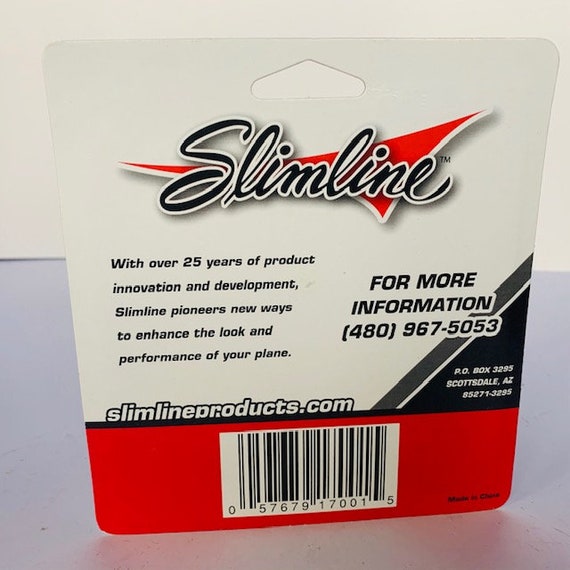 Slimline™
With over 25 years of product
innovation and development,
Slimline pioneers new ways
to enhance the look and
performance of your plane.
FOR MORE
INFORMATION
(480) 967-5053
P.O. BOX 3295
SCOTTSDALE, AZ
85271-3295
slimlineproducts.com
0 57679 17001 5
Made in China